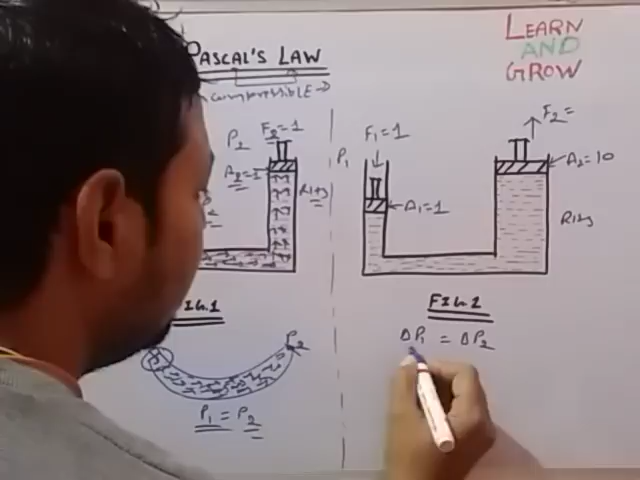 PASCAL'S LAW
LEARN
AND
GROW
P2
F2=1
A2=1
FIG.1
P2
P1 = P2
F1=1
P1
A1=1
F2=
A2=10
FIG.2
ΔP1 = ΔP2